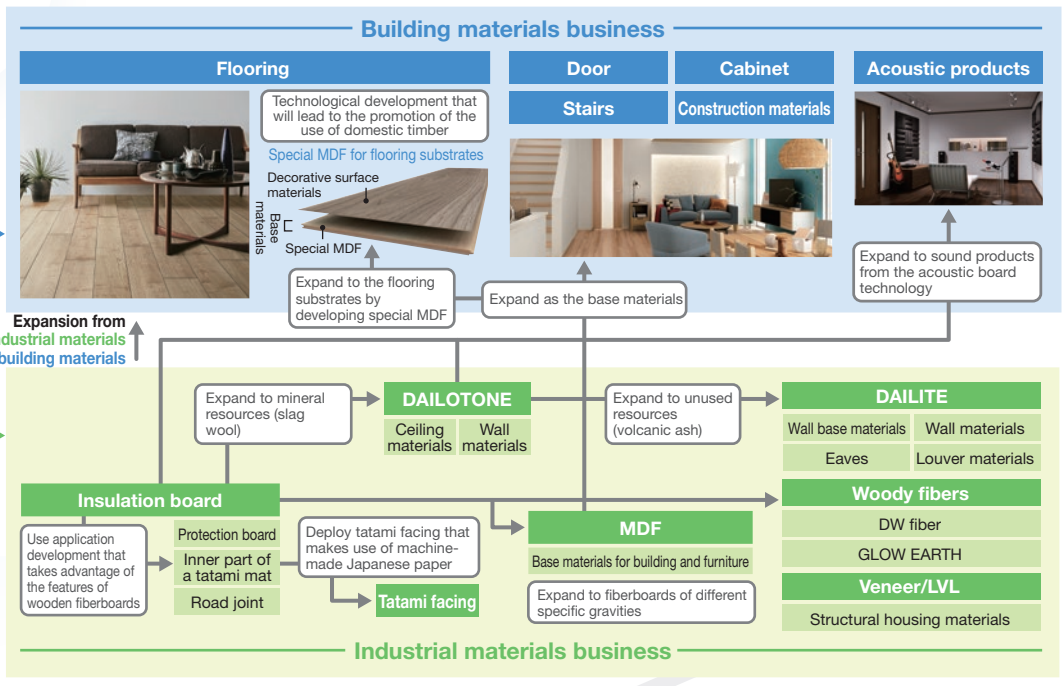 Building materials business
Flooring
Door
Cabinet
Acoustic products
Stairs
Construction materials
Technological development that
will lead to the promotion of the
use of domestic timber
Special MDF for flooring substrates
Decorative surface
materials
Base
materials
Special MDF
Expand to the flooring
substrates by
developing special MDF
Expand as the base materials
Expand to sound products
from the acoustic board
technology
Expansion from
ndustrial materials
building materials
Expand to mineral
resources (slag
wool)
DAILOTONE
Ceiling
materials
Wall
materials
Expand to unused
resources
(volcanic ash)
DAILITE
Wall base materials
Wall materials
Eaves
Louver materials
Insulation board
Woody fibers
DW fiber
GLOW EARTH
Use application
development that
takes advantage of
the features of
wooden fiberboards
Protection board
Inner part of
a tatami mat
Road joint
Deploy tatami facing that
makes use of machine-
made Japanese paper
Tatami facing
MDF
Base materials for building and furniture
Expand to fiberboards of different
specific gravities
Veneer/LVL
Structural housing materials
Industrial materials business